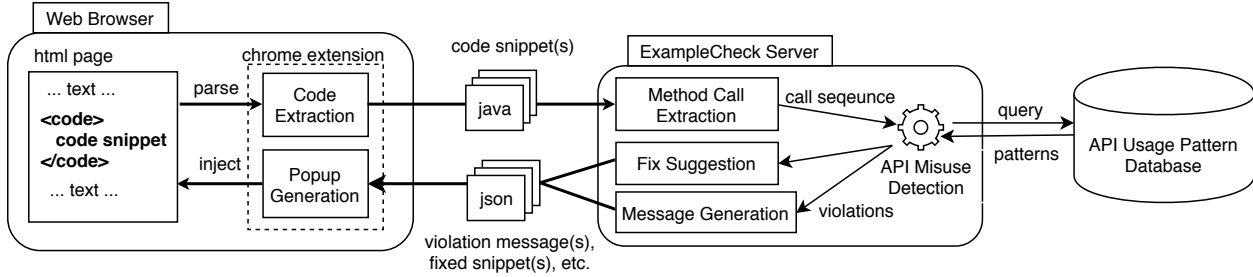 Web Browser
html page
... text ...
<code>
code snippet
</code>
... text ...
parse
inject
chrome extension
Code
Extraction
Popup
Generation
code snippet(s)
java
json
violation message(s),
fixed snippet(s), etc.
ExampleCheck Server
Method Call
Extraction
Fix Suggestion
Message Generation
call seqeunce
API Misuse
Detection
violations
query
patterns
API Usage Pattern
Database